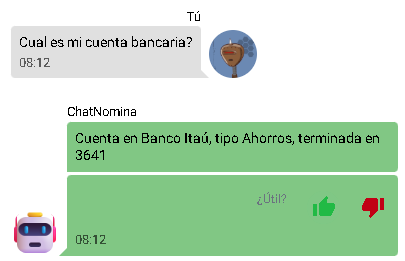 Tú
Cual es mi cuenta bancaria?
08:12
ChatNomina
Cuenta en Banco Itaú, tipo Ahorros, terminada en
3641
¿Útil?
08:12